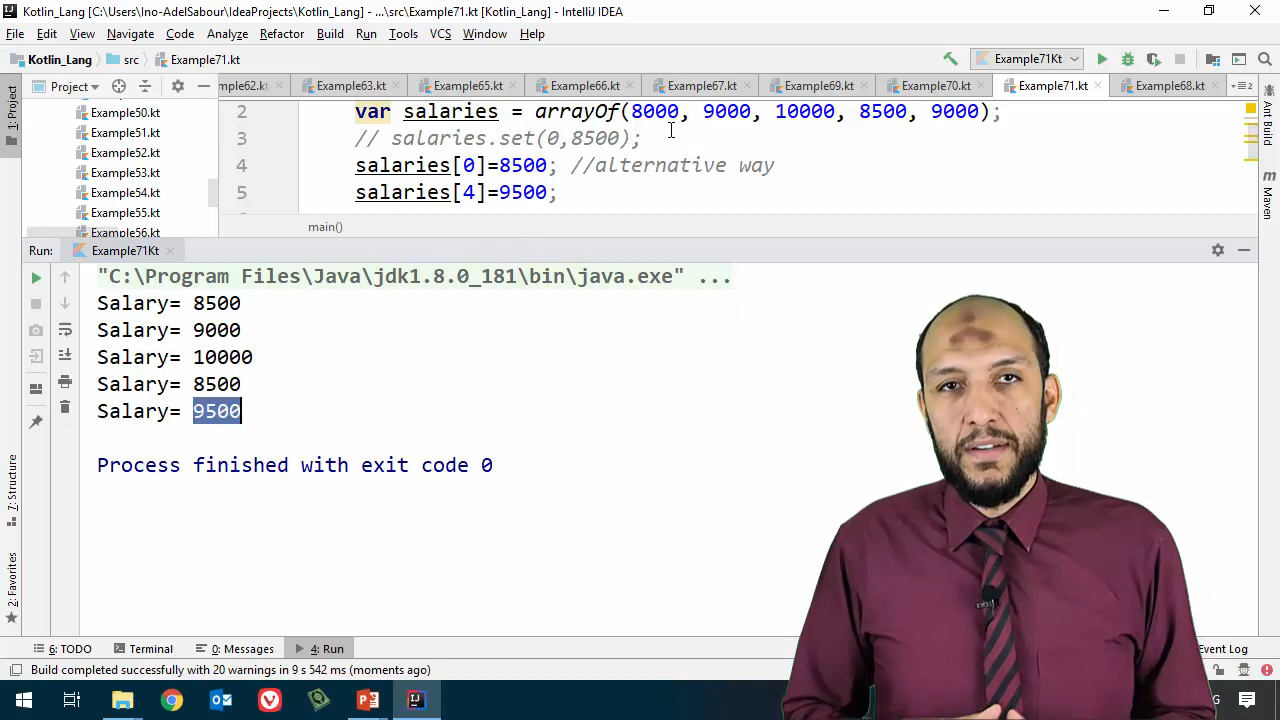 Kotlin_Lang [C:\Users\Ino-AdelSabour\IdeaProjects\Kotlin_Lang] - ...\src\Example71.kt [Kotlin_Lang] - IntelliJ IDEA
File Edit View Navigate Code Analyze Refactor Build Run Tools VCS Window Help
Kotlin_Lang src Example71.kt Example71Kt
1: Project Project mple62.kt Example63.kt Example65.kt Example66.kt Example67.kt Example69.kt Example70.kt Example71.kt Example68.kt Ant Build
Example50.kt
Example51.kt
Example52.kt
Example53.kt
Example54.kt
Example55.kt
Example56.kt
2 var salaries = arrayOf(8000, 9000, 10000, 8500, 9000);
3 // salaries.set(0,8500);
4 salaries[0]=8500; //alternative way
5 salaries[4]=9500;
main()
m Maven
Run: Example71Kt
"C:\Program Files\Java\jdk1.8.0_181\bin\java.exe" ...
Salary= 8500
Salary= 9000
Salary= 10000
Salary= 8500
Salary= 9500
Process finished with exit code 0
7: Structure
2: Favorites
6: TODO Terminal 0: Messages 4: Run Event Log
Build completed successfully with 20 warnings in 9 s 542 ms (moments ago)